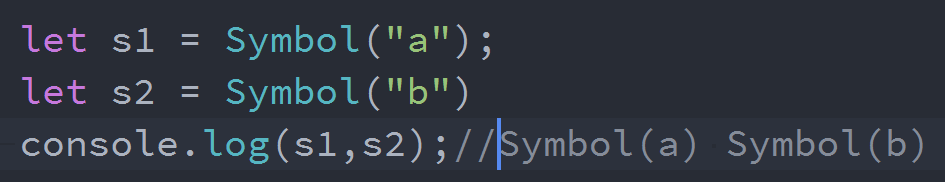 let s1 = Symbol("a");
let s2 = Symbol("b")
console.log(s1,s2);//Symbol(a) Symbol(b)